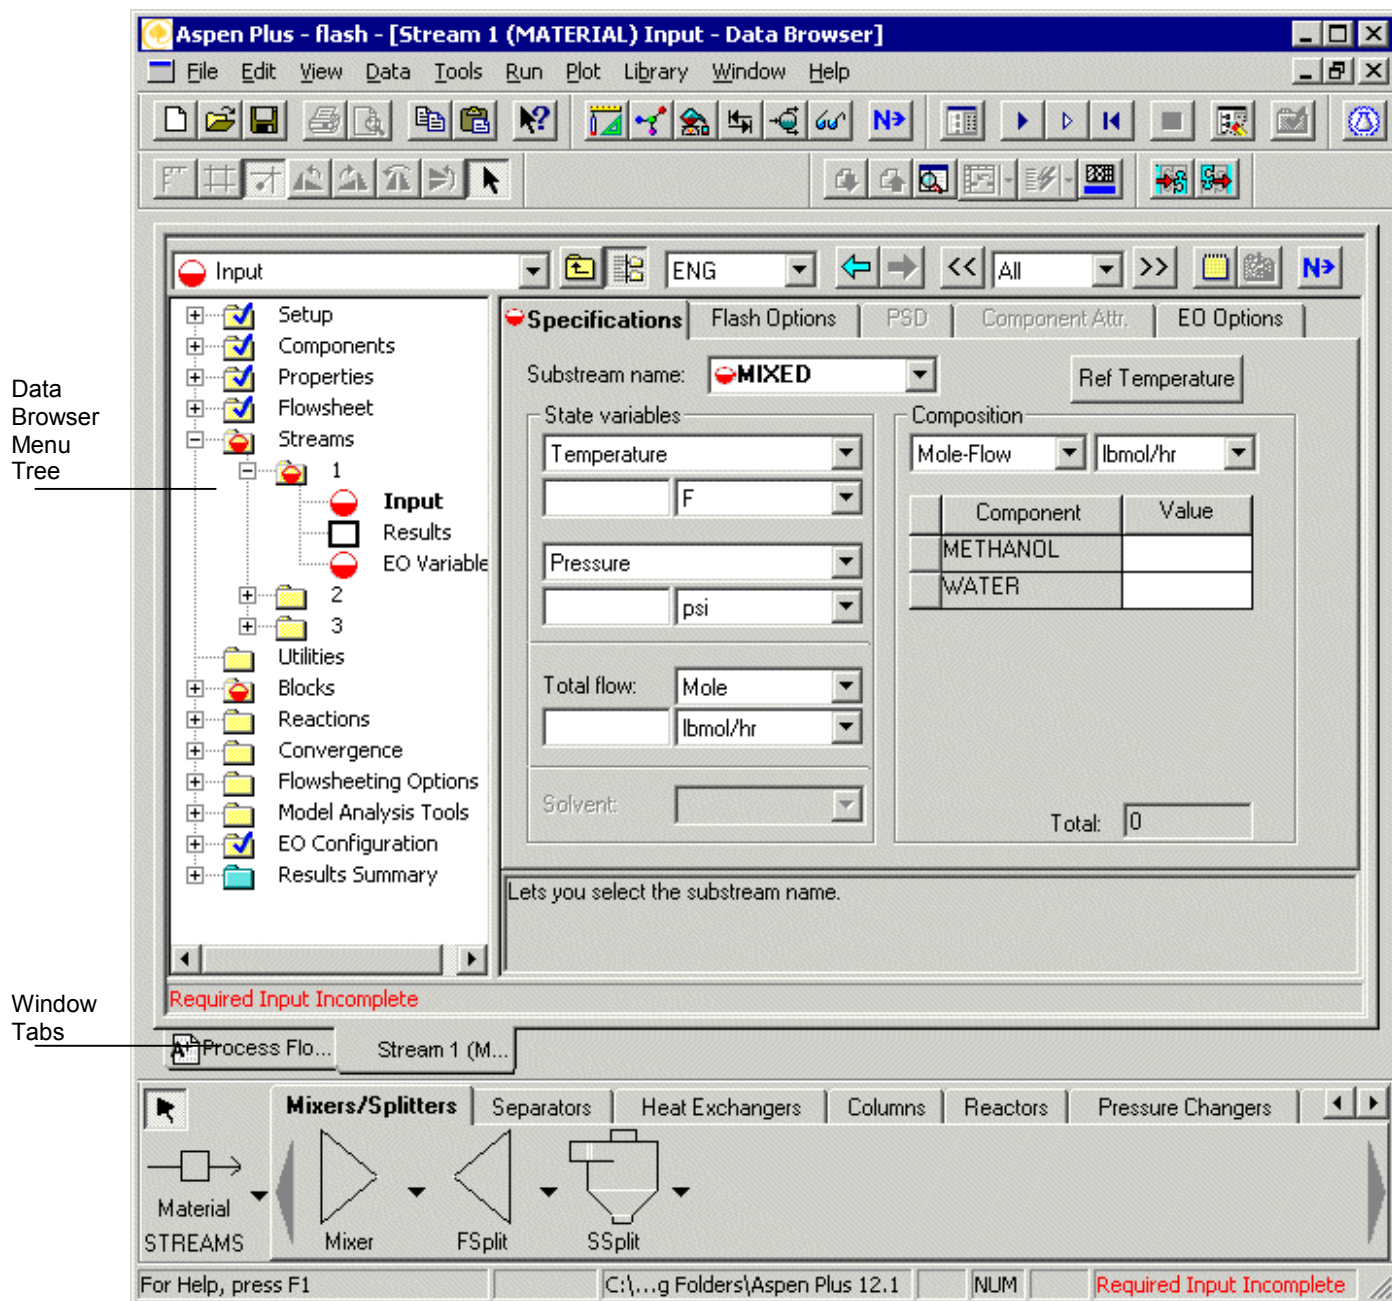 Aspen Plus - flash - [Stream 1 (MATERIAL) Input - Data Browser]
File Edit View Data Tools Run Plot Library Window Help
N
Input ENG << All >> N
Setup
Components
Properties
Flowsheet
Streams
1
Input
Results
EO Variable
2
3
Utilities
Blocks
Reactions
Convergence
Flowsheeting Options
Model Analysis Tools
EO Configuration
Results Summary
Specifications Flash Options PSD Component Attr. EO Options
Substream name: MIXED Ref Temperature
State variables
Temperature
F
Pressure
psi
Total flow: Mole
lbmol/hr
Solvent:
Composition
Mole-Flow lbmol/hr
Component Value
METHANOL
WATER
Total: 0
Lets you select the substream name.
Required Input Incomplete
Data
Browser
Menu
Tree
Window
Tabs
A+ Process Flo... Stream 1 (M...
Mixers/Splitters Separators Heat Exchangers Columns Reactors Pressure Changers
Material
STREAMS Mixer FSplit SSplit
For Help, press F1 C:\...g Folders\Aspen Plus 12.1 NUM Required Input Incomplete